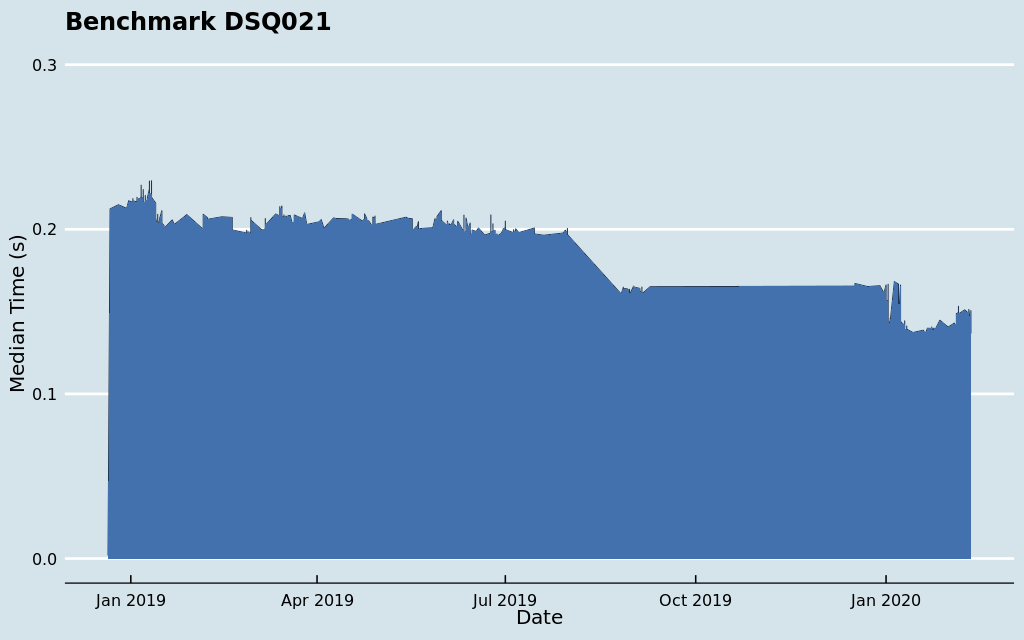 Benchmark DSQ021
0.3
0.2
0.1
0.0
Median Time (s)
Jan 2019
Apr 2019
Jul 2019
Oct 2019
Jan 2020
Date